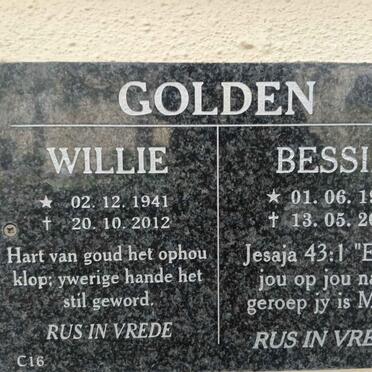 GOLDEN
WILLIE
★ 02. 12. 1941
✝ 20. 10. 2012
Hart van goud het ophou
klop; ywerige hande het
stil geword.
RUS IN VREDE
C16
BESSI
★ 01. 06. 1
✝ 13. 05. 2
Jesaja 43:1 "E
jou op jou na
geroep jy is M
RUS IN VRE